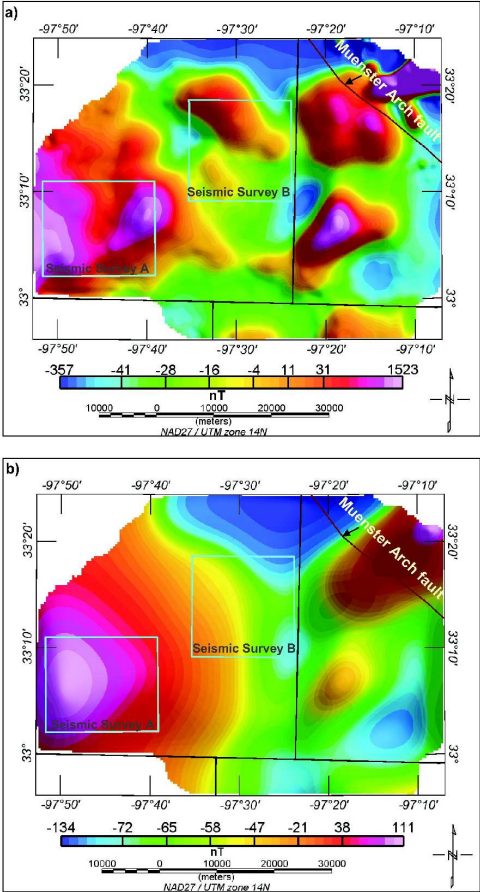 a)
-97°50' -97°40' -97°30' -97°20' -97°10'
Muenster Arch fault
33°20' 33°20'
Seismic Survey B
33°10' 33°10'
Seismic Survey A
33° 33°
-97°50' -97°40' -97°30' -97°20' -97°10'
-357 -41 -28 -16 -4 11 31 1523
nT
10000 0 10000 20000 30000
(meters)
NAD27 / UTM zone 14N
N
b)
-97°50' -97°40' -97°30' -97°20' -97°10'
Muenster Arch fault
33°20' 33°20'
Seismic Survey B
33°10' 33°10'
Seismic Survey A
33° 33°
-97°50' -97°40' -97°30' -97°20' -97°10'
-134 -72 -65 -58 -47 -21 38 111
nT
10000 0 10000 20000 30000
(meters)
NAD27 / UTM zone 14N
N